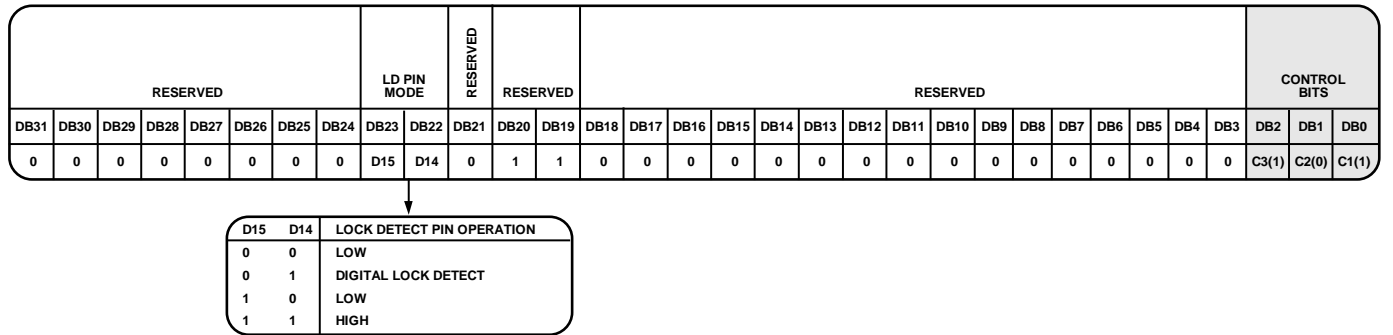 RESERVED LD PIN MODE RESERVED RESERVED RESERVED CONTROL BITS
DB31 DB30 DB29 DB28 DB27 DB26 DB25 DB24 DB23 DB22 DB21 DB20 DB19 DB18 DB17 DB16 DB15 DB14 DB13 DB12 DB11 DB10 DB9 DB8 DB7 DB6 DB5 DB4 DB3 DB2 DB1 DB0
0 0 0 0 0 0 0 0 D15 D14 0 1 1 0 0 0 0 0 0 0 0 0 0 0 0 0 0 0 0 C3(1) C2(0) C1(1)
D15 D14 LOCK DETECT PIN OPERATION
0 0 LOW
0 1 DIGITAL LOCK DETECT
1 0 LOW
1 1 HIGH